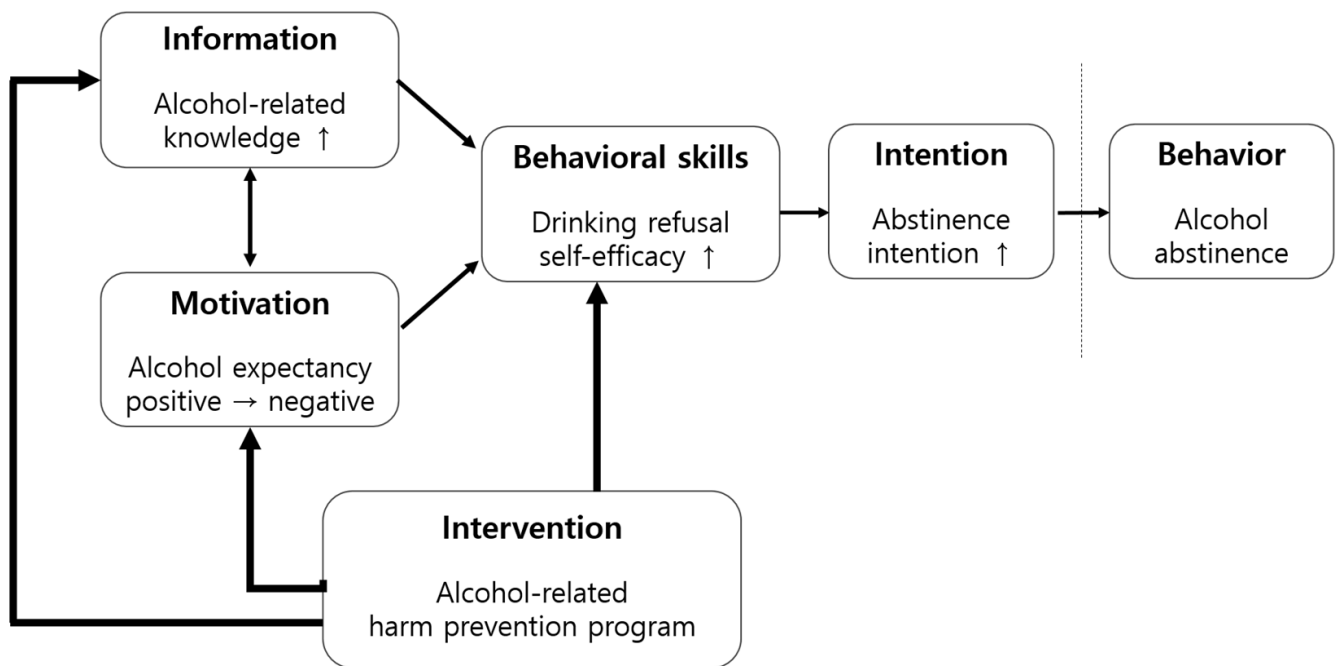 Information
Alcohol-related
knowledge ↑
Motivation
Alcohol expectancy
positive → negative
Behavioral skills
Drinking refusal
self-efficacy ↑
Intention
Abstinence
intention ↑
Behavior
Alcohol
abstinence
Intervention
Alcohol-related
harm prevention program